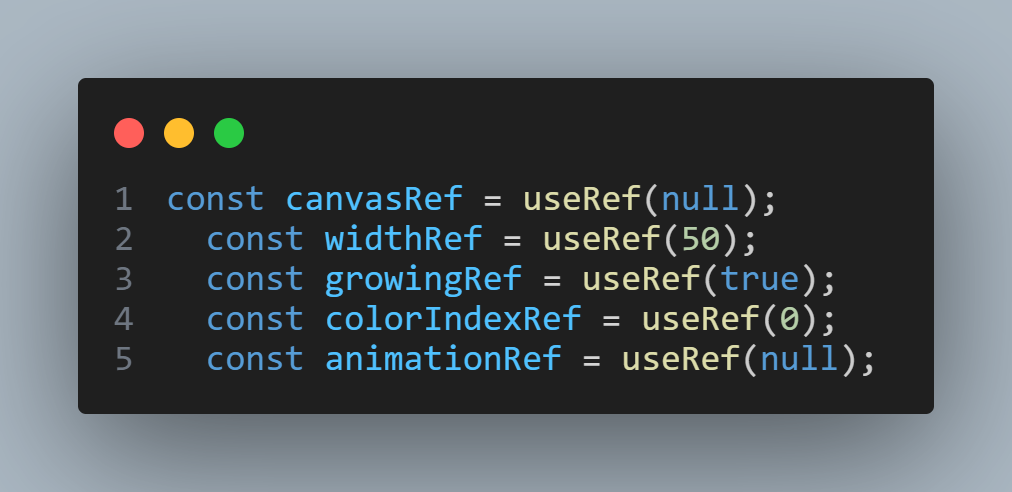 1 const canvasRef = useRef(null);
2   const widthRef = useRef(50);
3   const growingRef = useRef(true);
4   const colorIndexRef = useRef(0);
5   const animationRef = useRef(null);